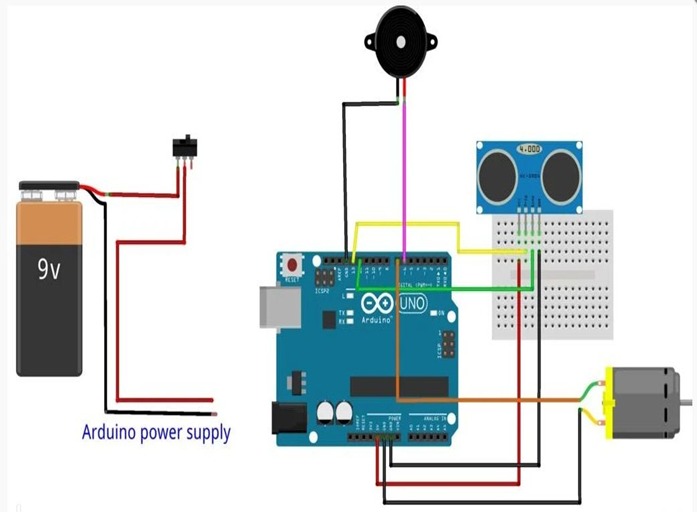 4.000
9v
RESET
ICSP2
L
TX
RX
Arduino
UNO
ON
ICSP
DIGITAL (PWM~)
POWER
ANALOG IN
Arduino power supply